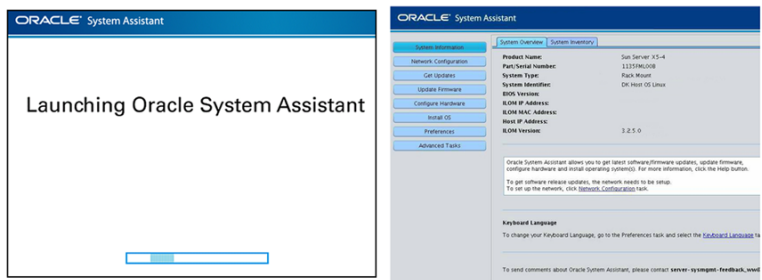 ORACLE System Assistant
Launching Oracle System Assistant
ORACLE System Assistant
System Information
Network Configuration
Get Updates
Update Firmware
Configure Hardware
Install OS
Preferences
Advanced Tasks
System Overview System Inventory
Product Name: Sun Server X5-4
Part/Serial Number: 1135FML00B
System Type: Rack Mount
System Identifier: DK Host OS Linux
BIOS Version:
ILOM IP Address:
ILOM MAC Address:
Host IP Address:
ILOM Version: 3.2.5.0
Oracle System Assistant allows you to get latest software/firmware updates, update firmware,
configure hardware and install operating system(s). For more information, click the Help button.
To get software release updates, the network needs to be setup.
To set up the network, click Network Configuration task.
Keyboard Language
To change your Keyboard Language, go to the Preferences task and select the Keyboard Language ta
To send comments about Oracle System Assistant, please contact server-sysmgmt-feedback_ww@